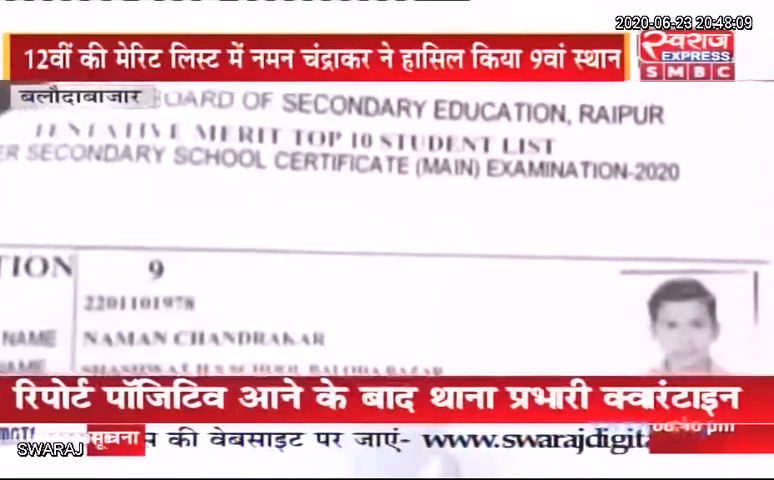 2020-06-23 20:48:09
12वीं की मेरिट लिस्ट में नमन चंद्राकर ने हासिल किया 9वां स्थान
स्वराज
EXPRESS
SMBC
बलौदाबाजार
BOARD OF SECONDARY EDUCATION, RAIPUR
TENTATIVE MERIT TOP 10 STUDENT LIST
ER SECONDARY SCHOOL CERTIFICATE (MAIN) EXAMINATION-2020
TION 9
2201101978
NAME NAMAN CHANDRAKAR
रिपोर्ट पॉजिटिव आने के बाद थाना प्रभारी क्वारंटाइन
सूचना स की वेबसाइट पर जाएं- www.swarajdigita
SWARAJ